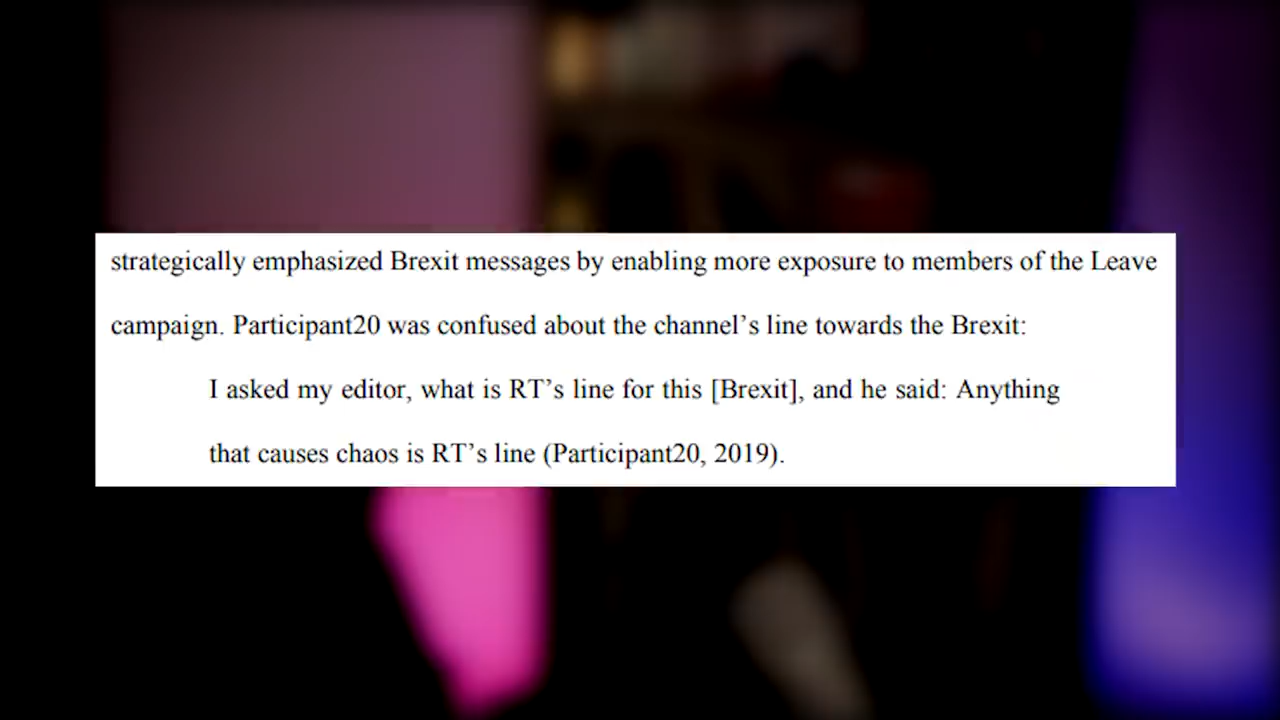 strategically emphasized Brexit messages by enabling more exposure to members of the Leave
campaign. Participant20 was confused about the channel’s line towards the Brexit:
I asked my editor, what is RT’s line for this [Brexit], and he said: Anything
that causes chaos is RT’s line (Participant20, 2019).